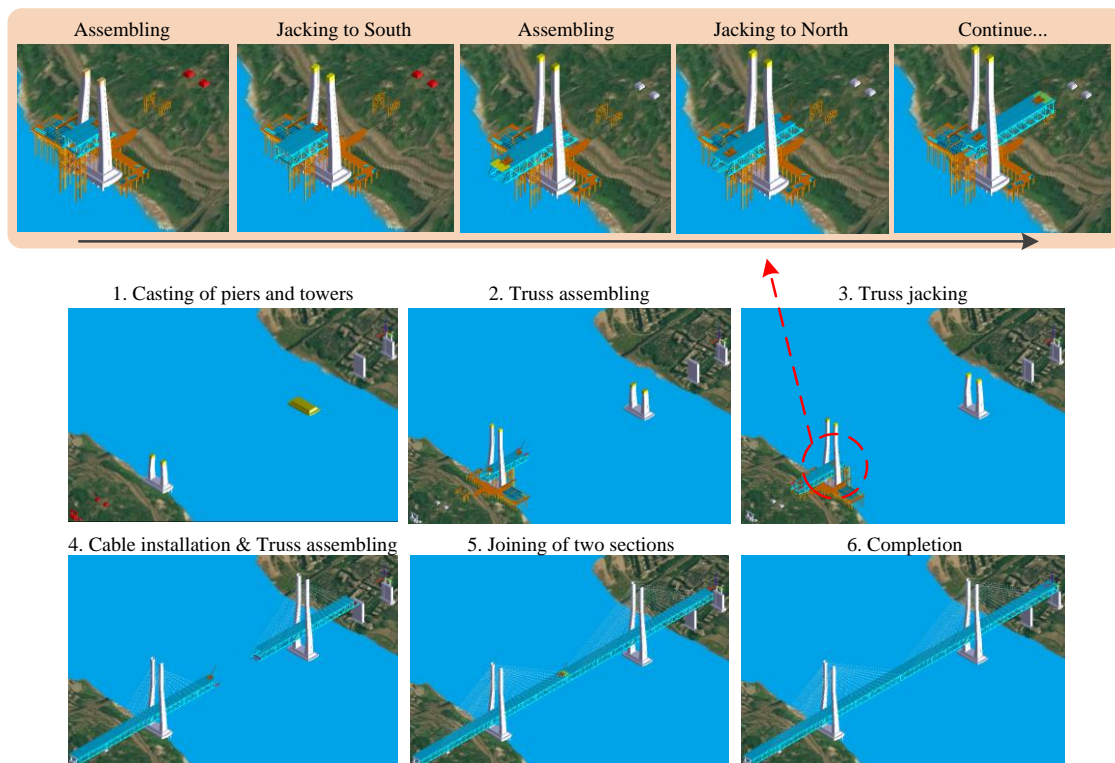 Assembling
Jacking to South
Assembling
Jacking to North
Continue...
1. Casting of piers and towers
2. Truss assembling
3. Truss jacking
4. Cable installation & Truss assembling
5. Joining of two sections
6. Completion